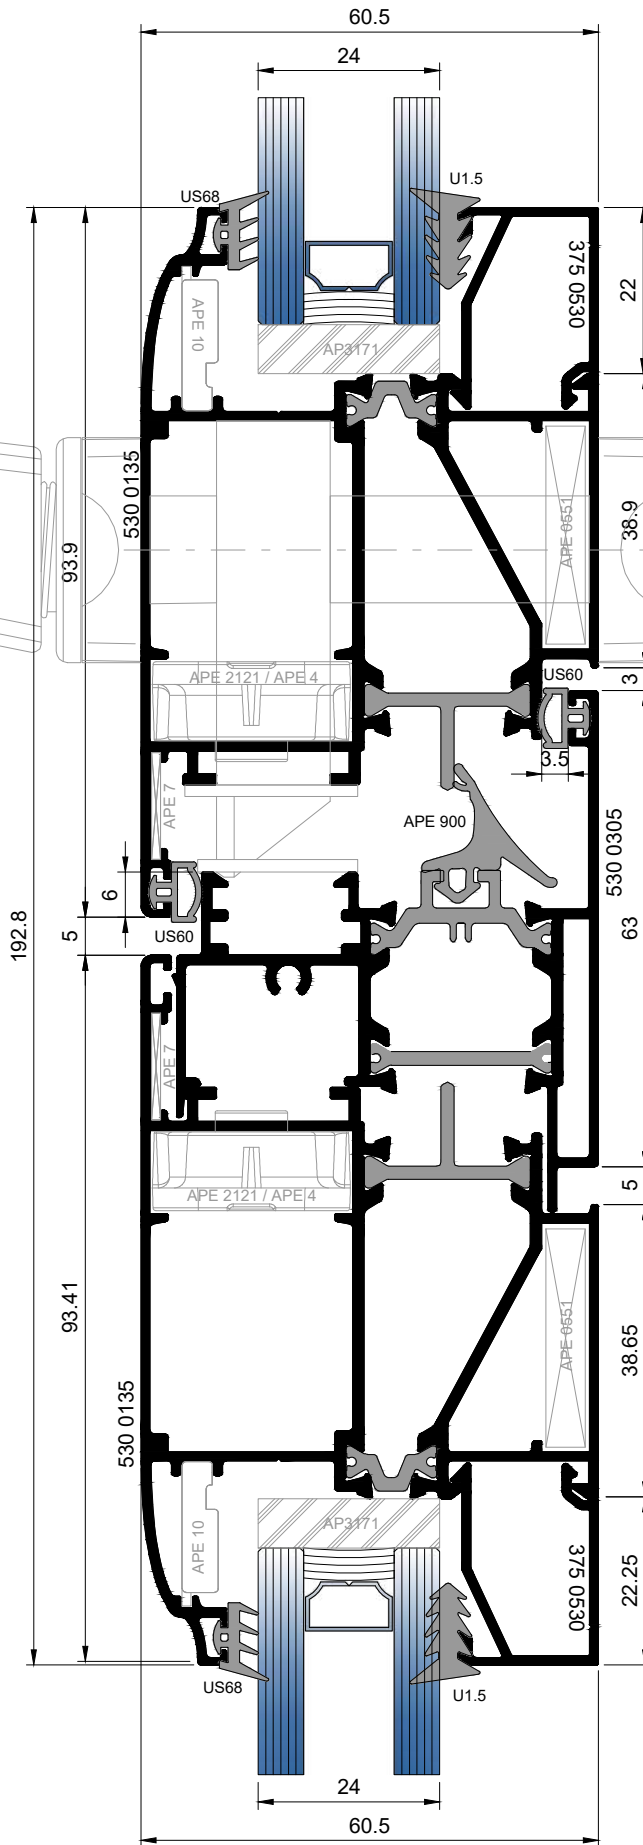 60.5
24
US68
U1.5
375 0530
22
APE 10
AP3171
530 0135
93.9
APE 0551
38.9
APE 2121 / APE 4
US60
3
3.5
APE 7
APE 900
530 0305
6
192.8
5
US60
63
APE 7
5
APE 2121 / APE 4
93.41
APE 0551
38.65
530 0135
APE 10
AP3171
375 0530
22.25
US68
U1.5
24
60.5